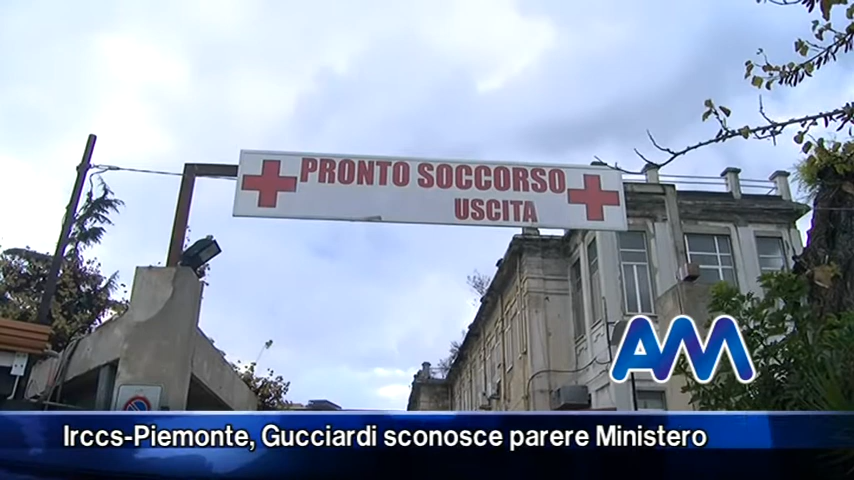 PRONTO SOCCORSO
USCITA
AM
Irccs-Piemonte, Gucciardi sconosce parere Ministero